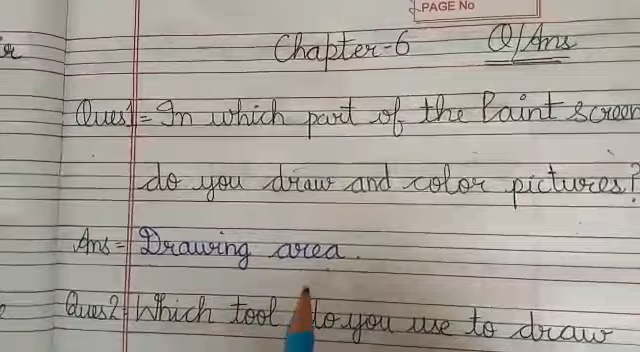 PAGE No
Chapter-6 Q/Ans
Ques1= In which part of the Paint screen
do you draw and color pictures?
Ans= Drawing area.
Ques2 Which tool do you use to draw